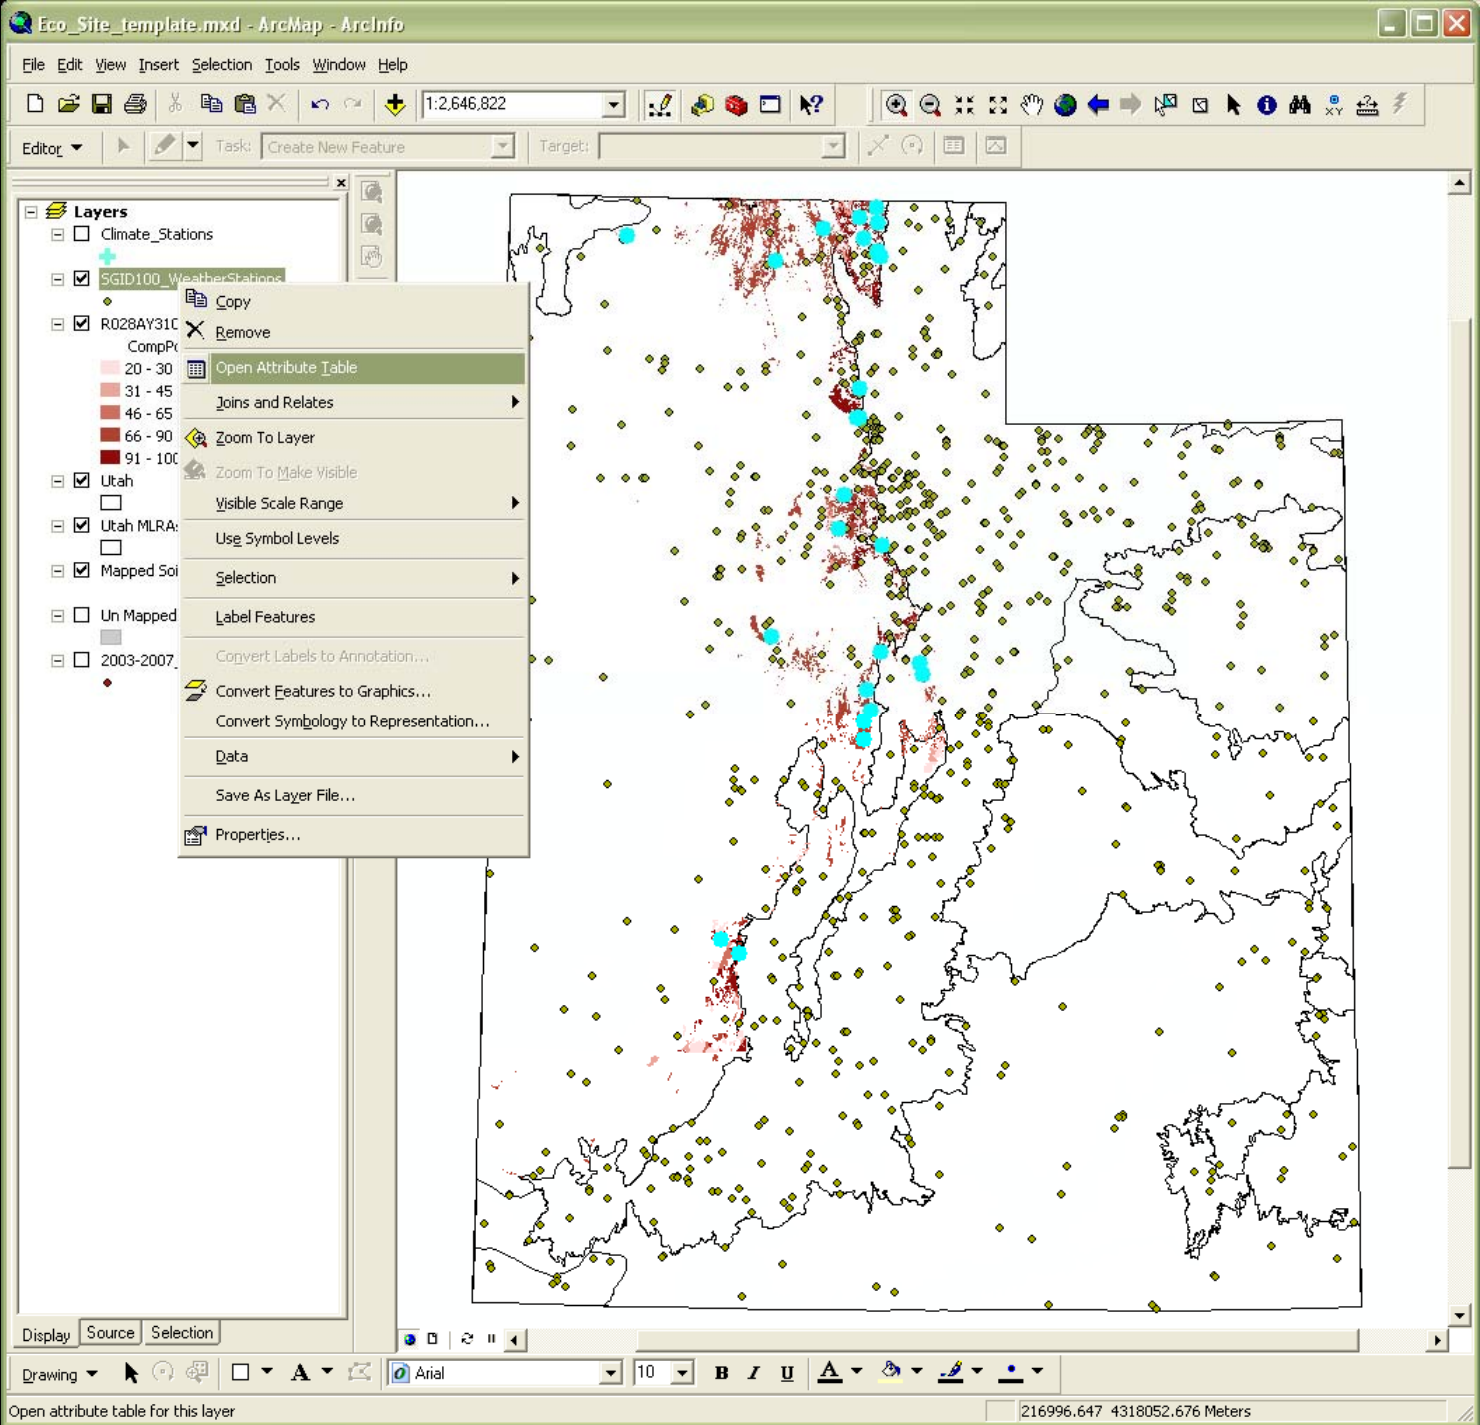 Eco_Site_template.mxd - ArcMap - ArcInfo
File Edit View Insert Selection Tools Window Help
1:2,646,822
Editor Task: Create New Feature Target:
Layers
Climate_Stations
SGID100_WeatherStations
R028AY310
CompPo
20 - 30
31 - 45
46 - 65
66 - 90
91 - 100
Utah
Utah MLRA
Mapped Soi
Un Mapped
2003-2007_
Copy
Remove
Open Attribute Table
Joins and Relates
Zoom To Layer
Zoom To Make Visible
Visible Scale Range
Use Symbol Levels
Selection
Label Features
Convert Labels to Annotation...
Convert Features to Graphics...
Convert Symbology to Representation...
Data
Save As Layer File...
Properties...
Display Source Selection
Drawing A Arial 10 B I U A
Open attribute table for this layer
216996.647 4318052.676 Meters